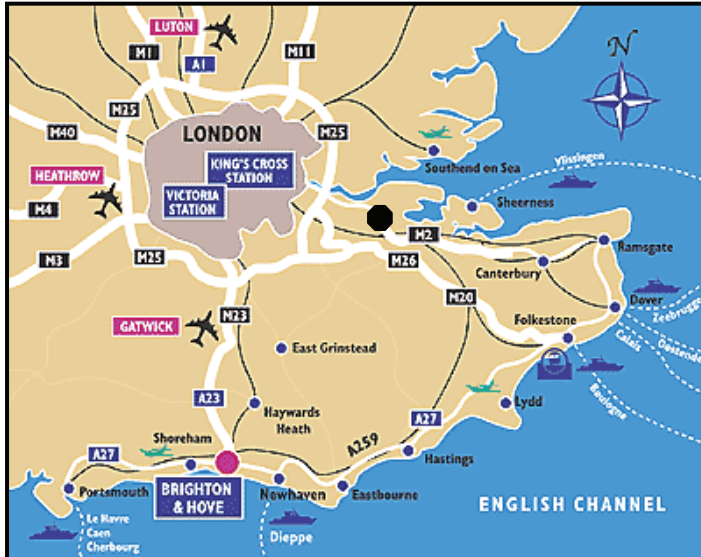 LUTON
M1
A1
M11
N
M25
M40
LONDON
M25
KING'S CROSS
STATION
Southend on Sea
Vlissingen
HEATHROW
VICTORIA
STATION
Sheerness
M4
M2
Ramsgate
M3
M25
M26
Canterbury
M20
Dover
Zeebrugge
GATWICK
M23
Folkestone
Calais
Oostende
East Grinstead
Boulogne
A23
Haywards
Heath
Lydd
A27
A259
Shoreham
A27
Hastings
Portsmouth
BRIGHTON
& HOVE
Newhaven
Eastbourne
ENGLISH CHANNEL
Le Havre
Caen
Cherbourg
Dieppe